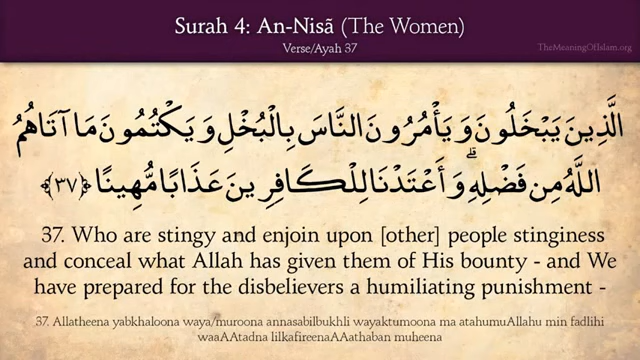 Surah 4: An-Nisã (The Women)
Verse/Ayah 37
TheMeaningOfIslam.org
الَّذِينَ يَبْخَلُونَ وَيَأْمُرُونَ النَّاسَ بِالْبُخْلِ وَيَكْتُمُونَ مَا آتَاهُمُ
اللَّهُ مِن فَضْلِهِ ۗ وَأَعْتَدْنَا لِلْكَافِرِينَ عَذَابًا مُّهِينًا ﴿٣٧﴾
37. Who are stingy and enjoin upon [other] people stinginess
and conceal what Allah has given them of His bounty - and We
have prepared for the disbelievers a humiliating punishment -
37. Allatheena yabkhaloona waya/muroona annasabilbukhli wayaktumoona ma atahumuAllahu min fadlihi
waaAAtadna lilkafireenaAAathaban muheena